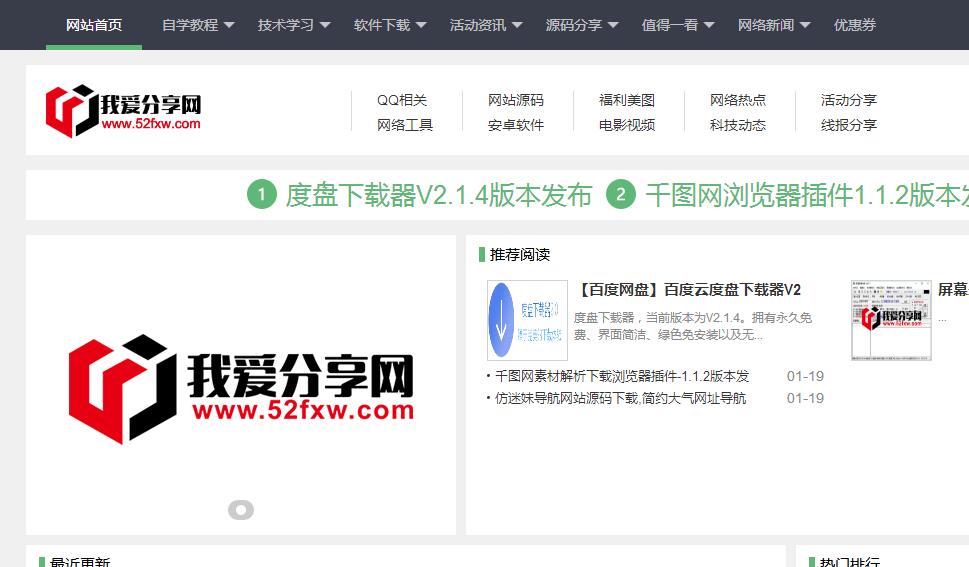 网站首页 自学教程 技术学习 软件下载 活动资讯 源码分享 值得一看 网络新闻 优惠券
我爱分享网
www.52fxw.com
QQ相关 网站源码 福利美图 网络热点 活动分享
网络工具 安卓软件 电影视频 科技动态 线报分享
1 度盘下载器V2.1.4版本发布 2 千图网浏览器插件1.1.2版本发
我爱分享网
www.52fxw.com
推荐阅读
【百度网盘】百度云度盘下载器V2
度盘下载器，当前版本为V2.1.4。拥有永久免
费、界面简洁、绿色免安装以及无...
度盘下载器
我爱分享网
屏幕
...
• 千图网素材解析下载浏览器插件-1.1.2版本发 01-19
• 仿迷妹导航网站源码下载,简约大气网址导航 01-19
最近更新
热门排行